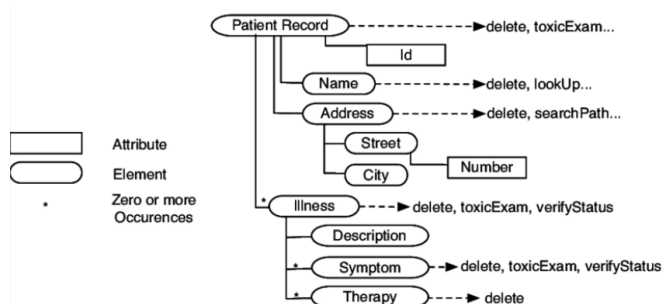 Patient Record
delete, toxicExam...
Id
Name
delete, lookUp...
Address
delete, searchPath...
Street
Number
City
Attribute
Element
* Zero or more
Occurences
* Illness
delete, toxicExam, verifyStatus
Description
* Symptom
delete, toxicExam, verifyStatus
* Therapy
delete